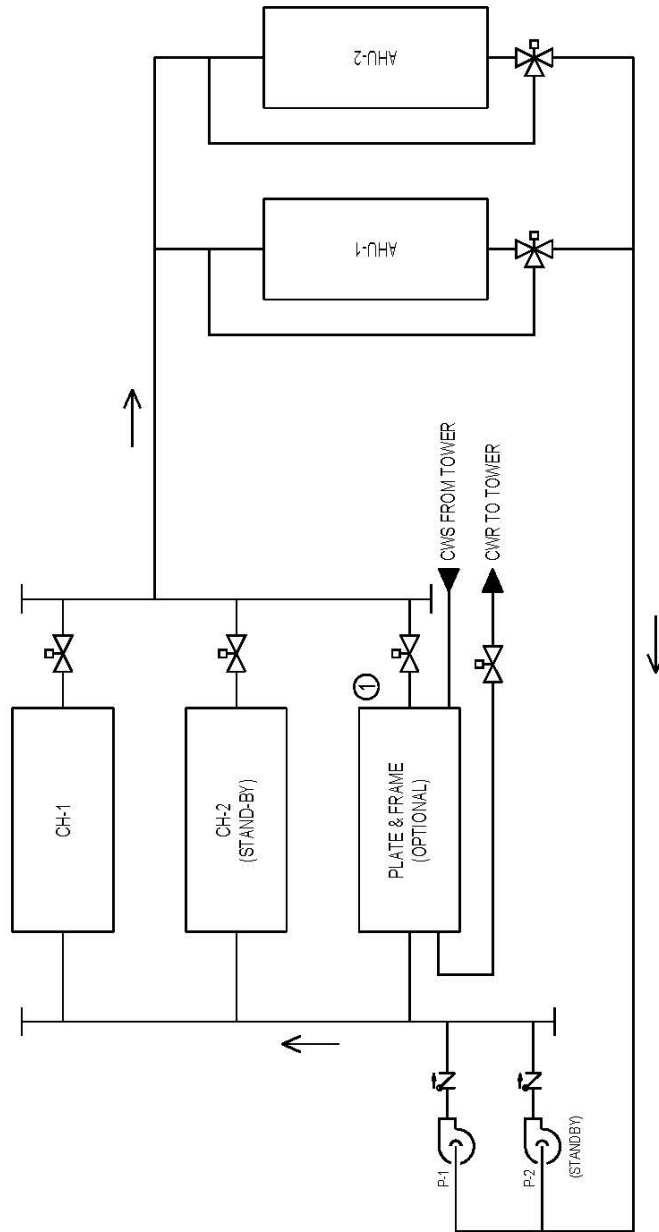 AHU-2
AHU-1
CWS FROM TOWER
CWR TO TOWER
1
CH-1
CH-2
(STAND-BY)
PLATE & FRAME
(OPTIONAL)
P-1
P-2
(STANDBY)